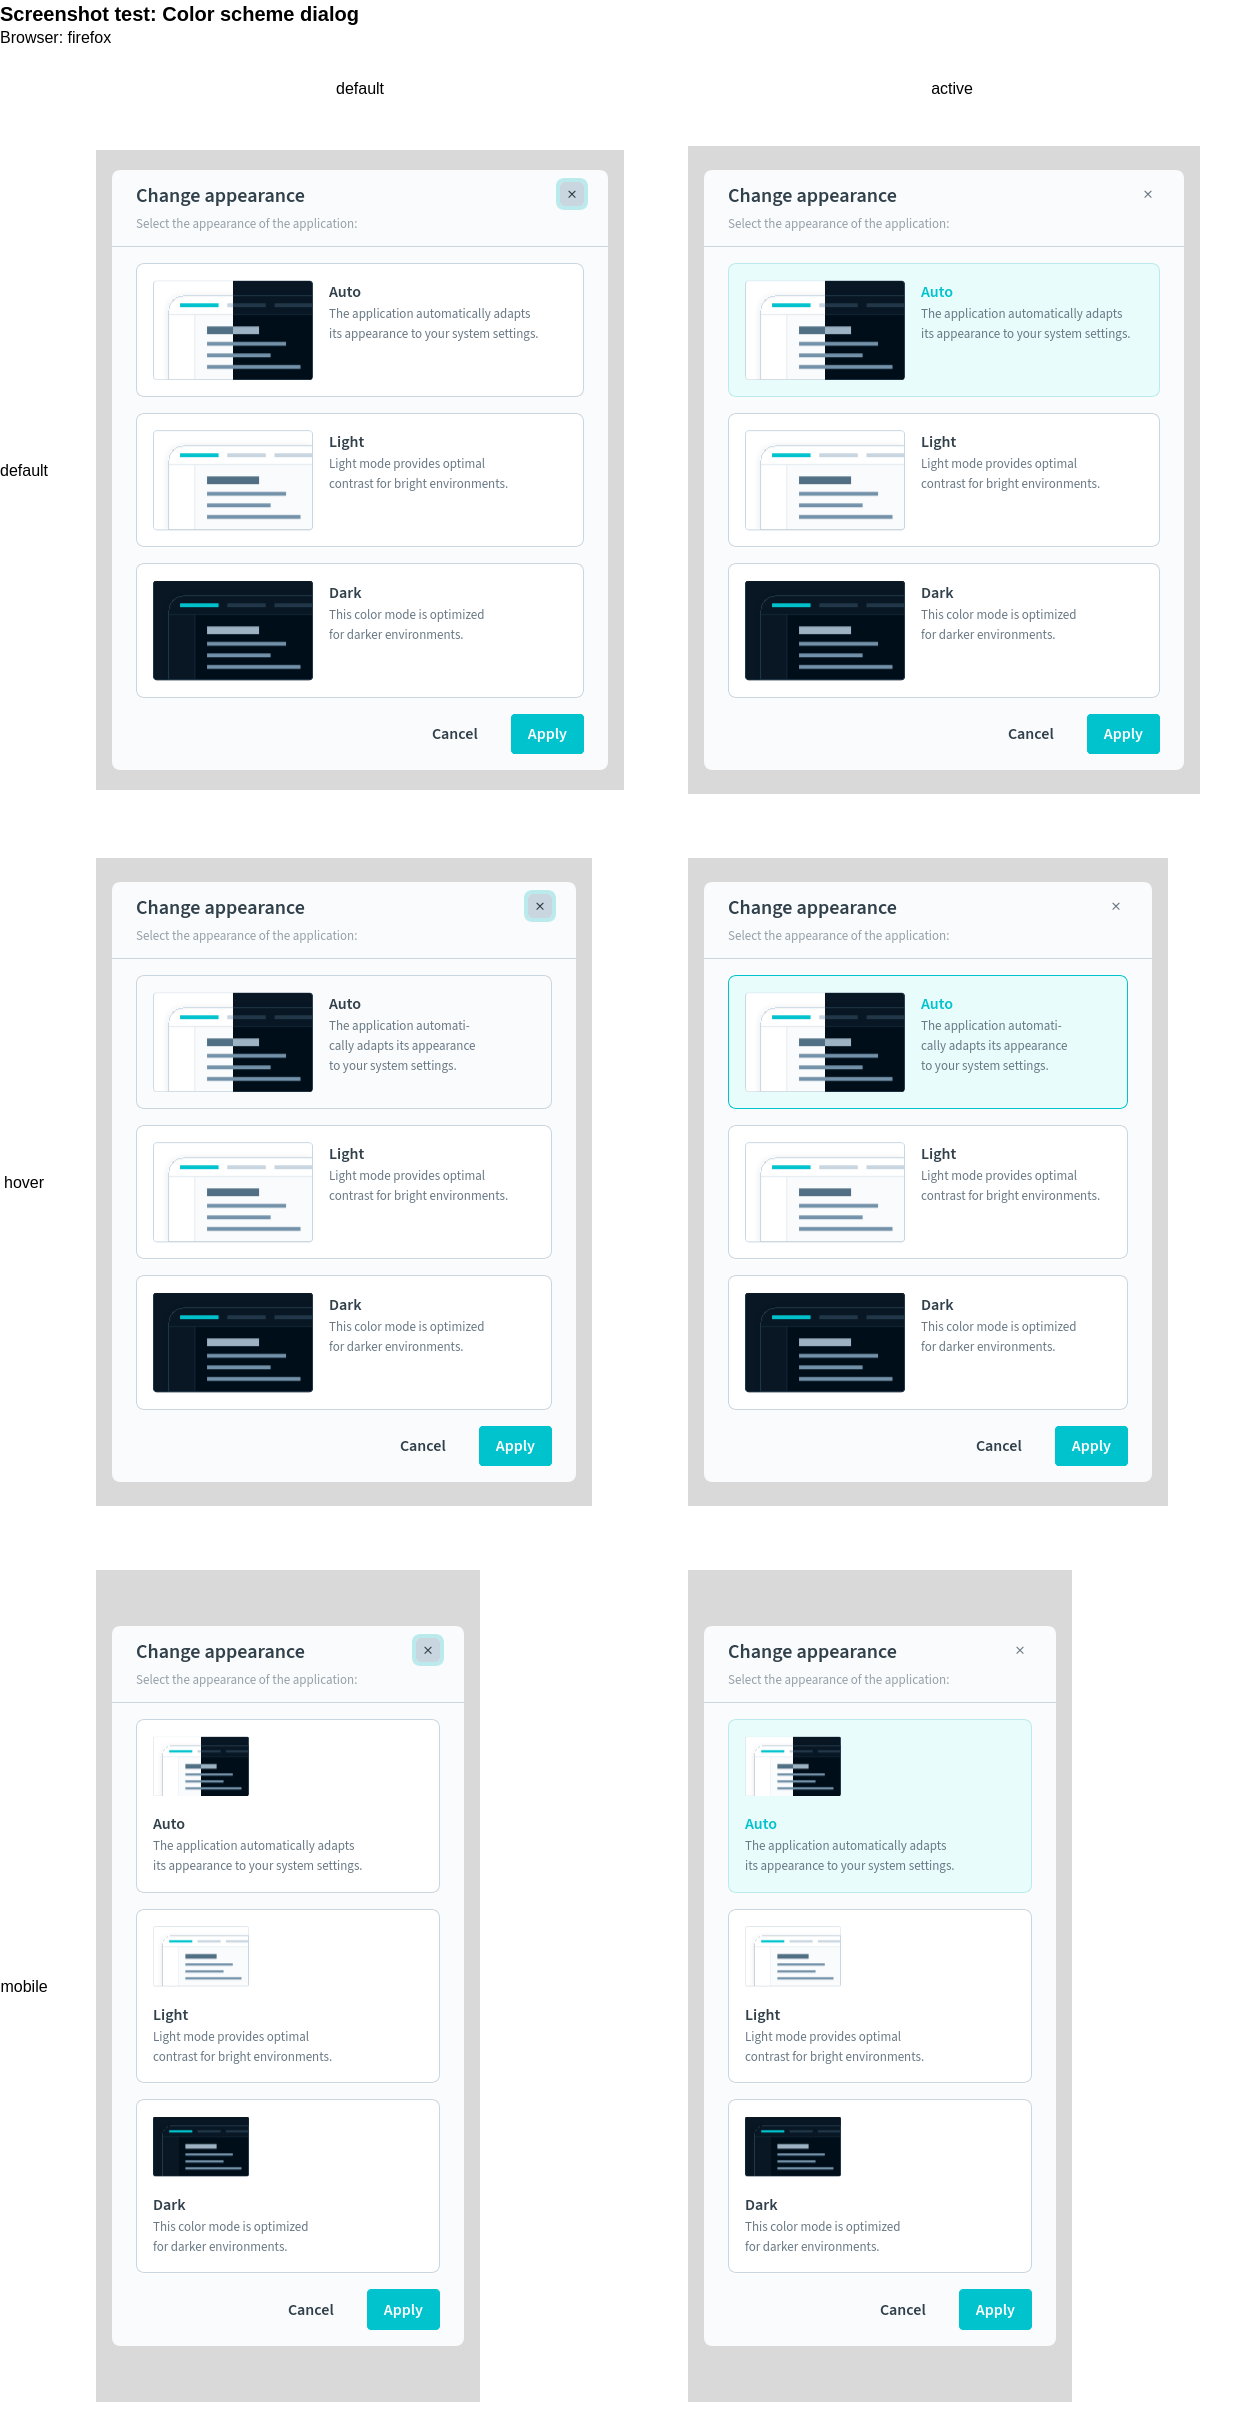 Screenshot test: Color scheme dialog
Browser: firefox
default
active
default
Change appearance
×
Select the appearance of the application:
Auto
The application automatically adapts
its appearance to your system settings.
Light
Light mode provides optimal
contrast for bright environments.
Dark
This color mode is optimized
for darker environments.
Cancel
Apply
Change appearance
×
Select the appearance of the application:
Auto
The application automatically adapts
its appearance to your system settings.
Light
Light mode provides optimal
contrast for bright environments.
Dark
This color mode is optimized
for darker environments.
Cancel
Apply
hover
Change appearance
×
Select the appearance of the application:
Auto
The application automati-
cally adapts its appearance
to your system settings.
Light
Light mode provides optimal
contrast for bright environments.
Dark
This color mode is optimized
for darker environments.
Cancel
Apply
Change appearance
×
Select the appearance of the application:
Auto
The application automati-
cally adapts its appearance
to your system settings.
Light
Light mode provides optimal
contrast for bright environments.
Dark
This color mode is optimized
for darker environments.
Cancel
Apply
mobile
Change appearance
×
Select the appearance of the application:
Auto
The application automatically adapts
its appearance to your system settings.
Light
Light mode provides optimal
contrast for bright environments.
Dark
This color mode is optimized
for darker environments.
Cancel
Apply
Change appearance
×
Select the appearance of the application:
Auto
The application automatically adapts
its appearance to your system settings.
Light
Light mode provides optimal
contrast for bright environments.
Dark
This color mode is optimized
for darker environments.
Cancel
Apply